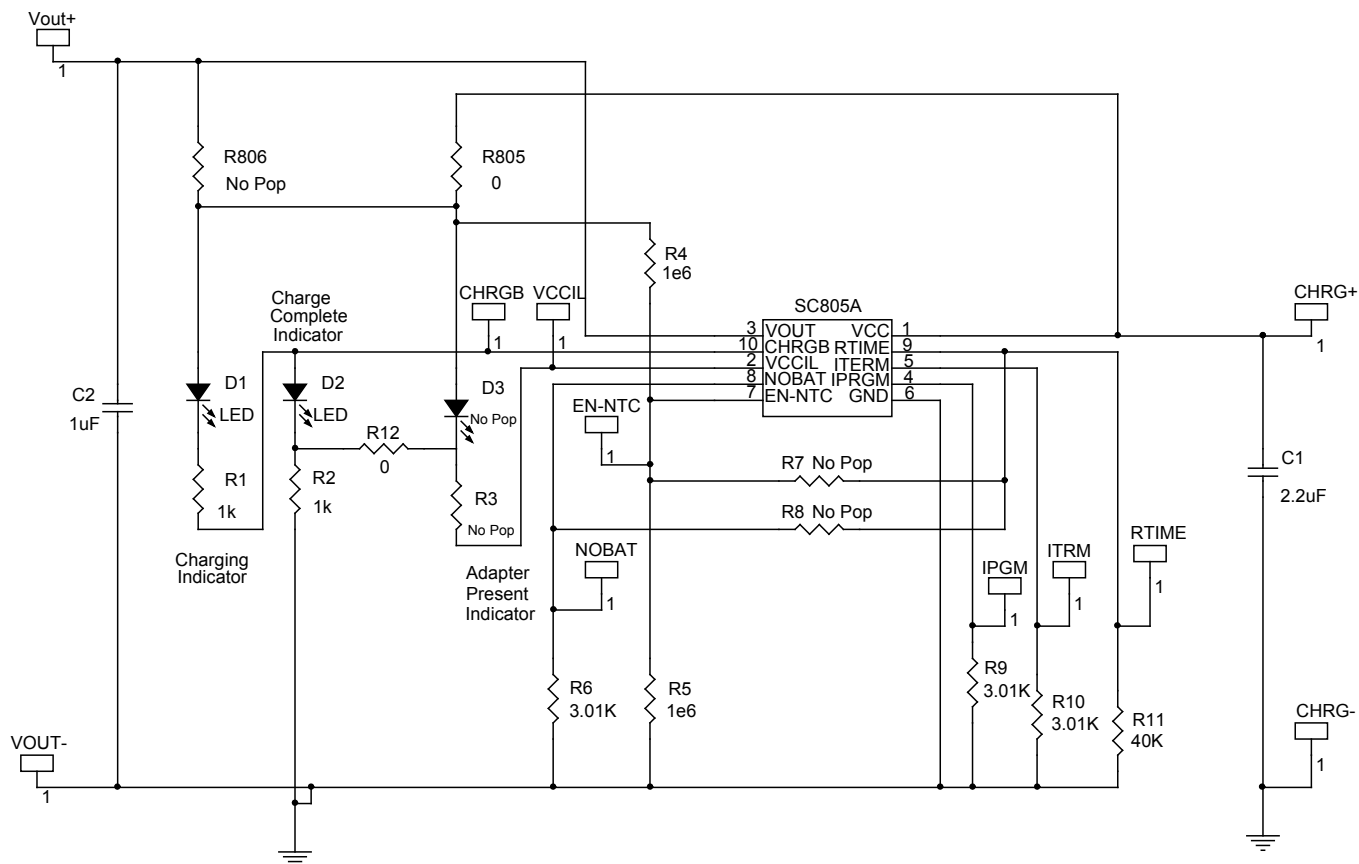 Vout+
1
R806
No Pop
R805
0
R4
1e6
Charge
Complete
Indicator
CHRGB
VCCIL
1
1
SC805A
3 VOUT VCC 1
10 CHRGB RTIME 9
2 VCCIL ITERM 5
8 NOBAT IPRGM 4
7 EN-NTC GND 6
CHRG+
1
C2
1uF
D1
LED
D2
LED
D3
No Pop
EN-NTC
1
R12
0
R1
1k
R2
1k
R3
No Pop
R7 No Pop
R8 No Pop
C1
2.2uF
Charging
Indicator
Adapter
Present
Indicator
NOBAT
1
IPGM
1
ITRM
1
RTIME
1
R6
3.01K
R5
1e6
R9
3.01K
R10
3.01K
R11
40K
VOUT-
1
CHRG-
1